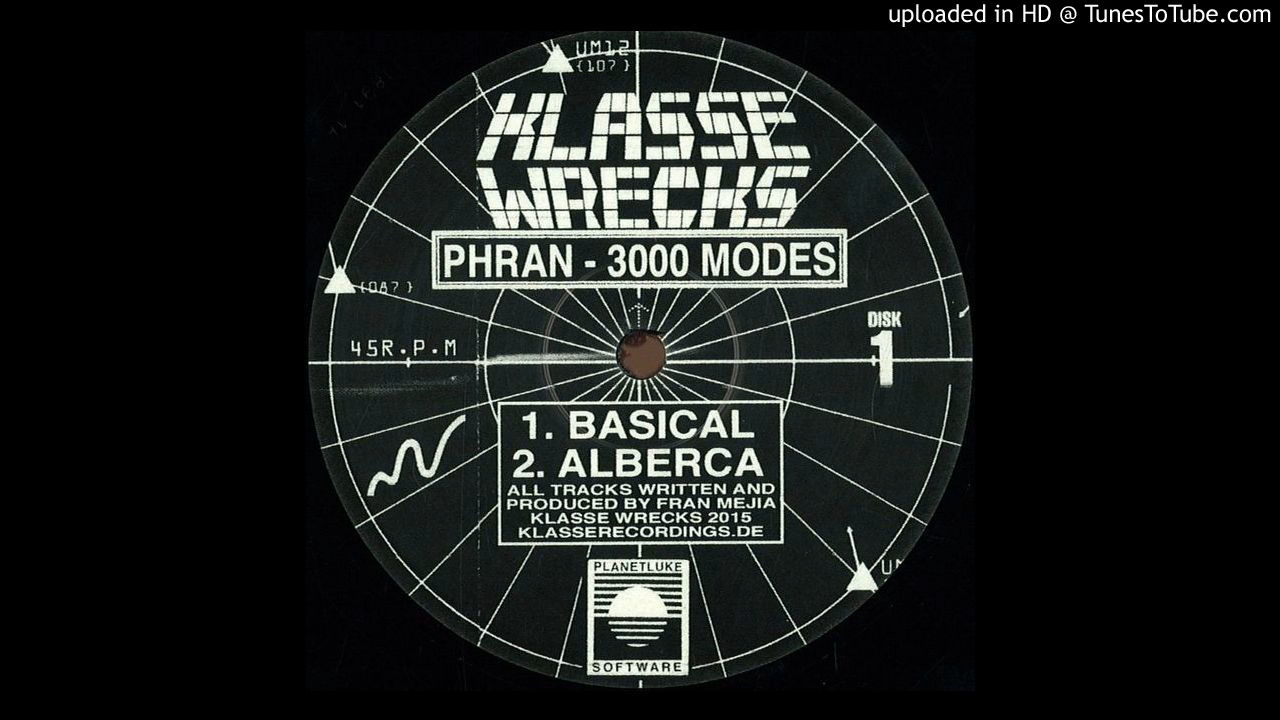 uploaded in HD @ TunesToTube.com
UM12
{107}
KLASSE
WRECKS
PHRAN - 3000 MODES
{087}
45R.P.M
DISK
1
1. BASICAL
2. ALBERCA
ALL TRACKS WRITTEN AND
PRODUCED BY FRAN MEJIA
KLASSE WRECKS 2015
KLASSERECORDINGS.DE
PLANETLUKE
SOFTWARE